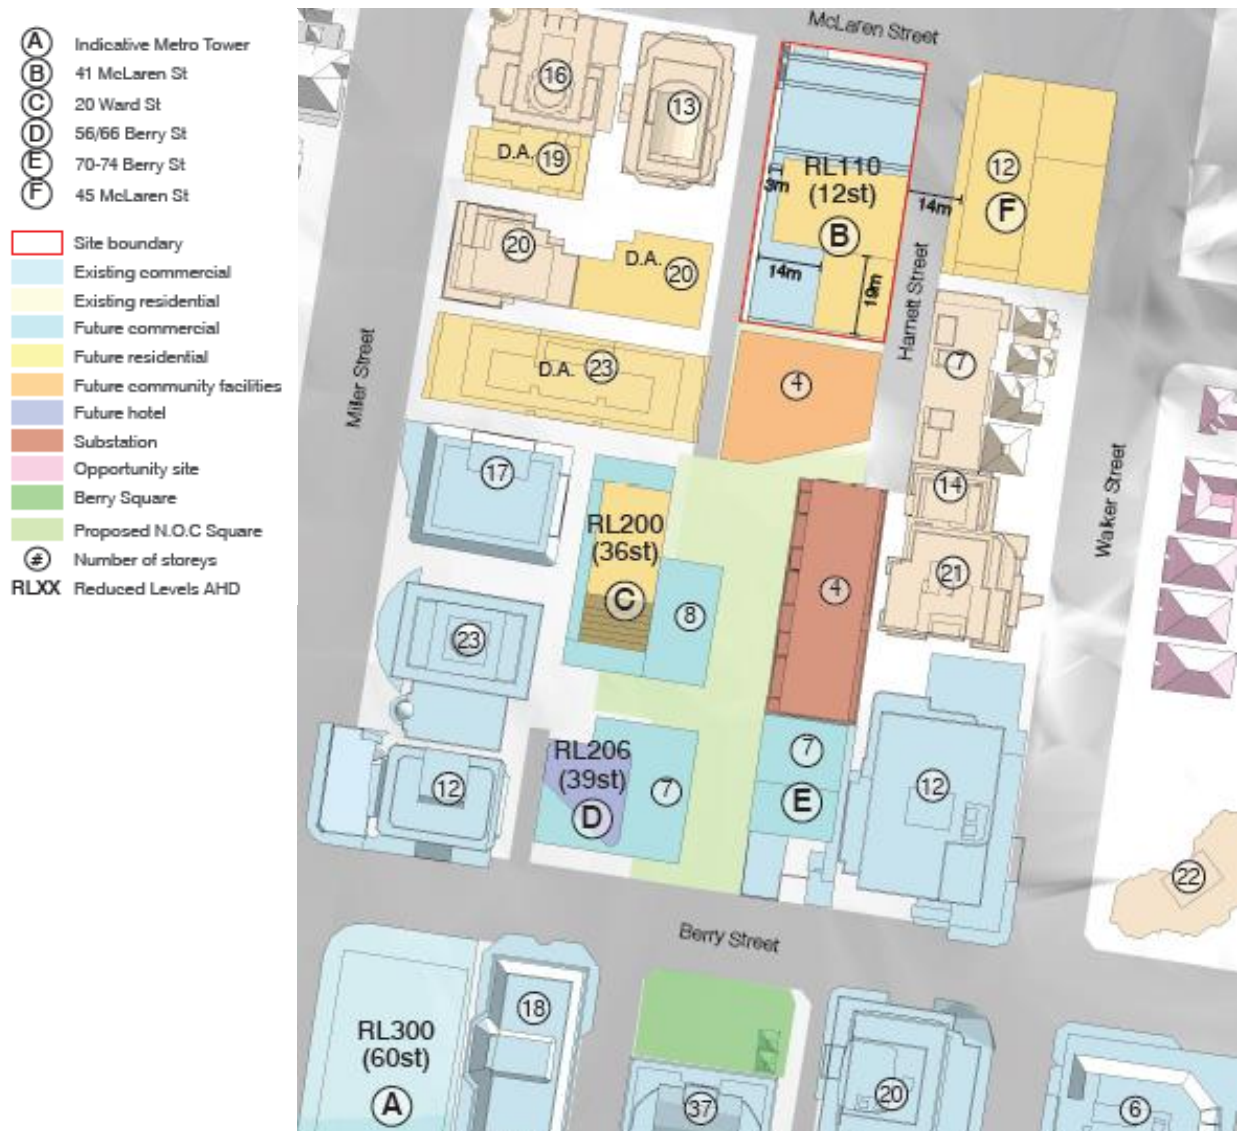 A Indicative Metro Tower
B 41 McLaren St
C 20 Ward St
D 56/66 Berry St
E 70-74 Berry St
F 45 McLaren St
Site boundary
Existing commercial
Existing residential
Future commercial
Future residential
Future community facilities
Future hotel
Substation
Opportunity site
Berry Square
Proposed N.O.C Square
# Number of storeys
RLXX Reduced Levels AHD
McLaren Street
16
13
D.A. 19
RL110
(12st)
B
3m
14m
14m
19m
12
F
20
D.A. 20
Harnett Street
Miller Street
D.A. 23
4
7
17
14
Walker Street
RL200
(36st)
C
8
4
21
23
RL206
(39st)
D
7
7
E
12
12
22
Berry Street
18
RL300
(60st)
A
37
20
6